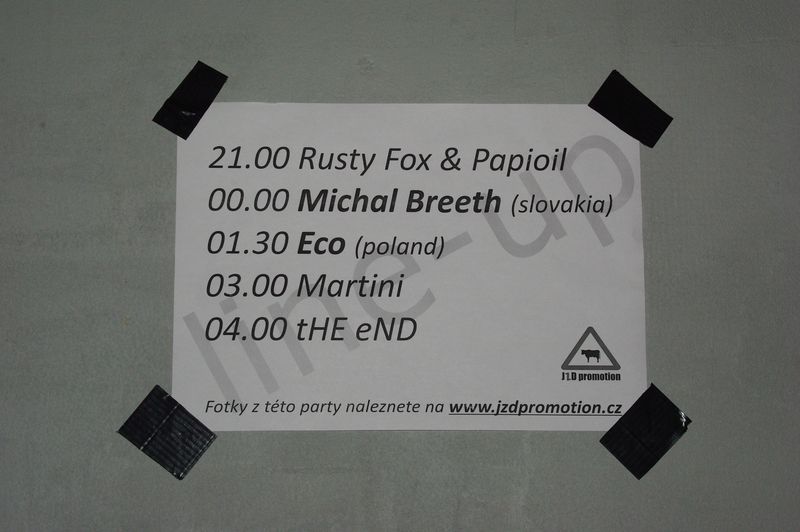 21.00 Rusty Fox & Papioil
00.00 Michal Breeth (slovakia)
01.30 Eco (poland)
03.00 Martini
04.00 tHE eND
line-up
JZD promotion
Fotky z této party naleznete na www.jzdpromotion.cz